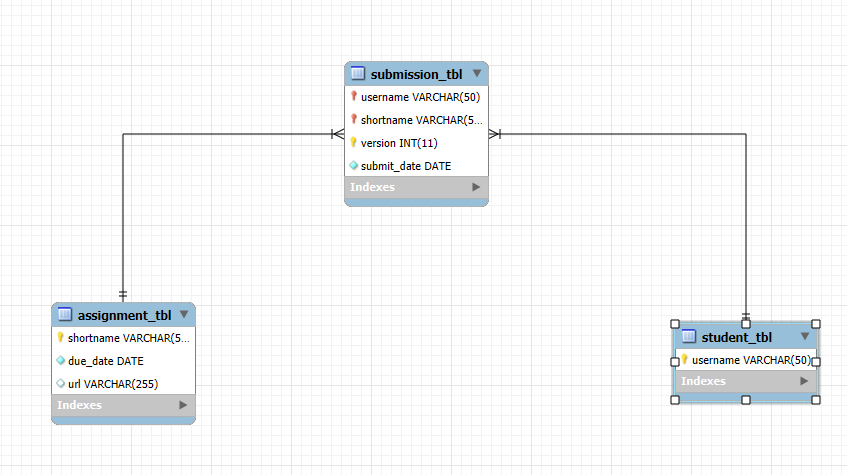 submission_tbl
username VARCHAR(50)
shortname VARCHAR(5...
version INT(11)
submit_date DATE
Indexes
assignment_tbl
shortname VARCHAR(5...
due_date DATE
url VARCHAR(255)
Indexes
student_tbl
username VARCHAR(50)
Indexes